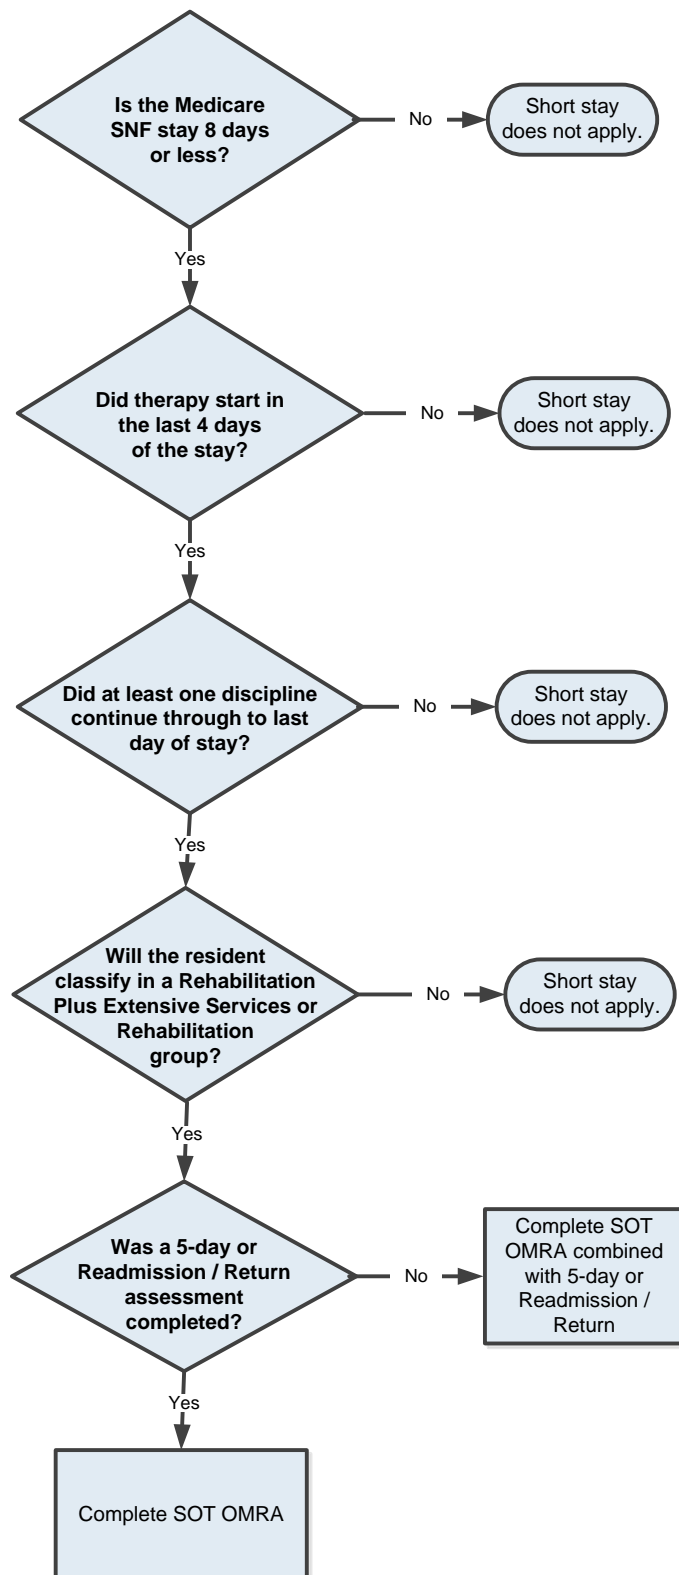 Is the Medicare
SNF stay 8 days
or less?
No
Short stay
does not apply.
Yes
Did therapy start in
the last 4 days
of the stay?
No
Short stay
does not apply.
Yes
Did at least one discipline
continue through to last
day of stay?
No
Short stay
does not apply.
Yes
Will the resident
classify in a Rehabilitation
Plus Extensive Services or
Rehabilitation
group?
No
Short stay
does not apply.
Yes
Was a 5-day or
Readmission / Return
assessment
completed?
No
Complete SOT
OMRA combined
with 5-day or
Readmission /
Return
Yes
Complete SOT OMRA